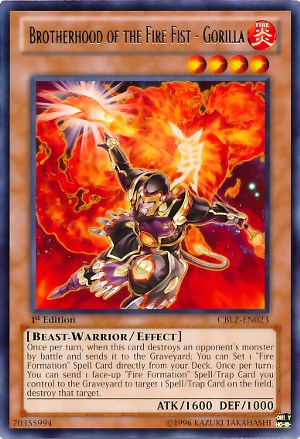 BROTHERHOOD OF THE FIRE FIST - GORILLA
FIRE
炎
CBLZ-EN023
1st Edition
[BEAST-WARRIOR/EFFECT]
Once per turn, when this card destroys an opponent's monster
by battle and sends it to the Graveyard: You can Set 1 "Fire
Formation" Spell Card directly from your Deck. Once per turn:
You can send 1 face-up "Fire Formation" Spell/Trap Card you
control to the Graveyard to target 1 Spell/Trap Card on the field;
destroy that target.
ATK/1600 DEF/1000
70355994
©1996 KAZUKI TAKAHASHI